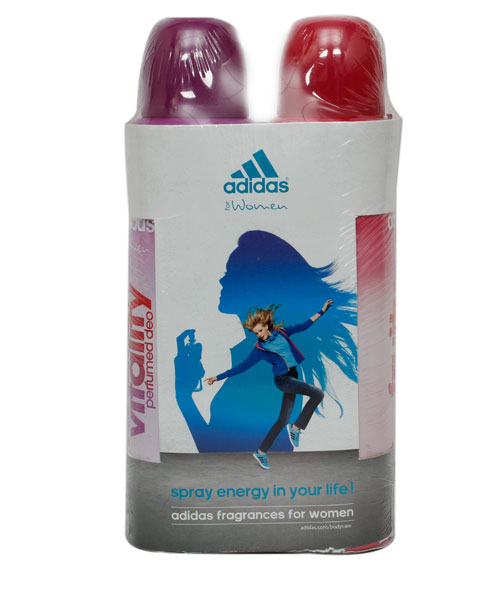 adidas
for Women
vitality
perfumed deo
spray energy in your life!
adidas fragrances for women
adidas.com/bodycare